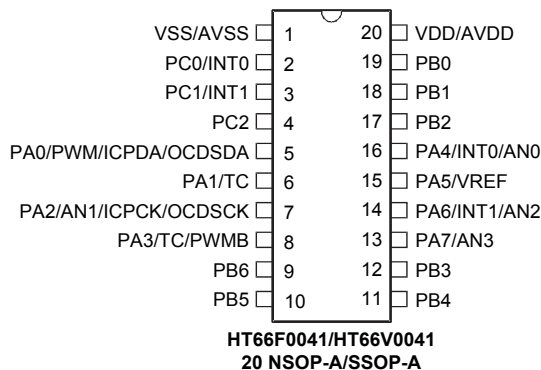 VSS/AVSS 1 20 VDD/AVDD
PC0/INT0 2 19 PB0
PC1/INT1 3 18 PB1
PC2 4 17 PB2
PA0/PWM/ICPDA/OCDSDA 5 16 PA4/INT0/AN0
PA1/TC 6 15 PA5/VREF
PA2/AN1/ICPCK/OCDSCK 7 14 PA6/INT1/AN2
PA3/TC/PWMB 8 13 PA7/AN3
PB6 9 12 PB3
PB5 10 11 PB4
HT66F0041/HT66V0041
20 NSOP-A/SSOP-A